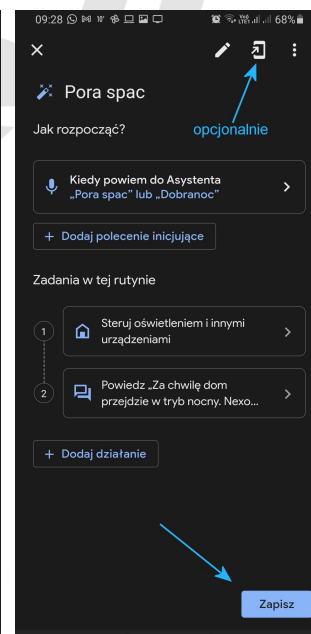 09:28 68%
Pora spac
Jak rozpocząć?
opcjonalnie
Kiedy powiem do Asystenta
„Pora spac” lub „Dobranoc”
+ Dodaj polecenie inicjujące
Zadania w tej rutynie
1
Steruj oświetleniem i innymi
urządzeniami
2
Powiedz „Za chwilę dom
przejdzie w tryb nocny. Nexo...
+ Dodaj działanie
Zapisz